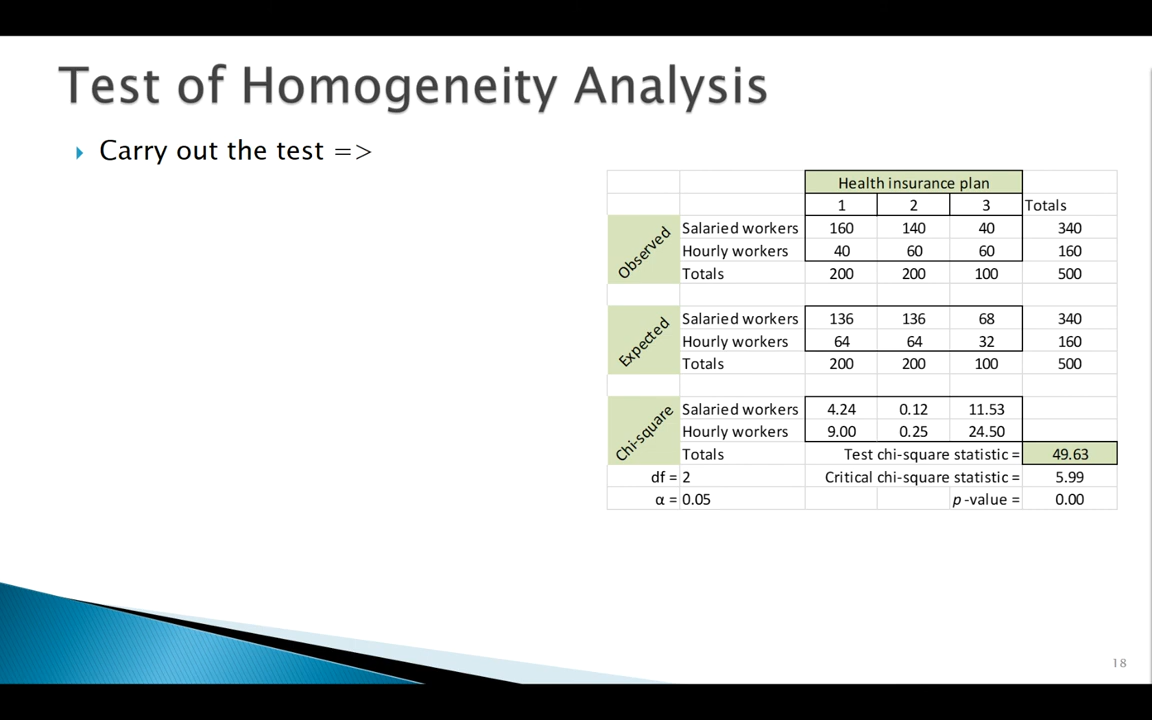 Test of Homogeneity Analysis
Carry out the test =>
Health insurance plan
1 2 3 Totals
Observed
Salaried workers 160 140 40 340
Hourly workers 40 60 60 160
Totals 200 200 100 500
Expected
Salaried workers 136 136 68 340
Hourly workers 64 64 32 160
Totals 200 200 100 500
Chi-square
Salaried workers 4.24 0.12 11.53
Hourly workers 9.00 0.25 24.50
Totals Test chi-square statistic = 49.63
df = 2 Critical chi-square statistic = 5.99
α = 0.05 p-value = 0.00
18